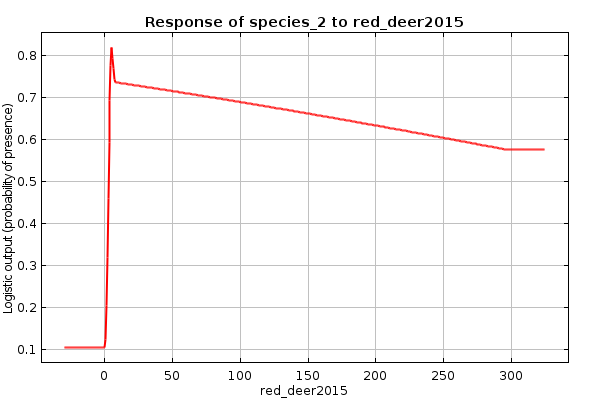 Response of species_2 to red_deer2015
Logistic output (probability of presence)
0.8
0.7
0.6
0.5
0.4
0.3
0.2
0.1
0 50 100 150 200 250 300
red_deer2015